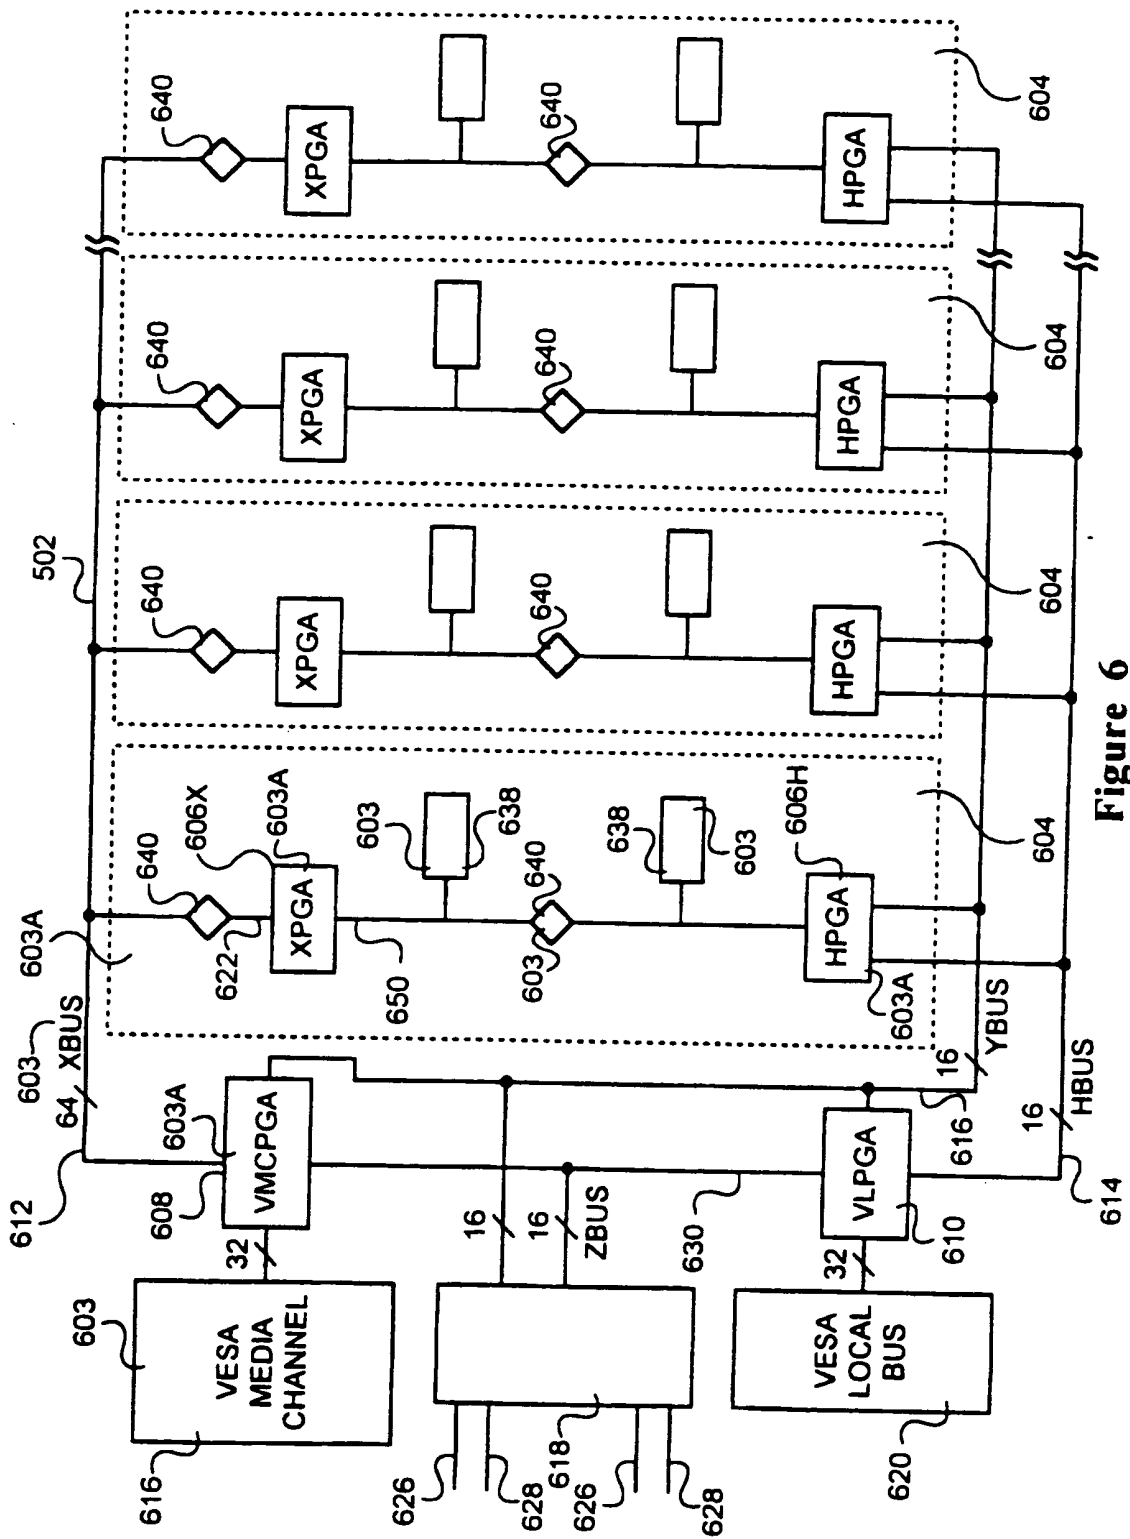 612
603
XBUS
64
502
603
VESA
MEDIA
CHANNEL
616
32
608
VMCPGA
603A
603A
640
606X
603A
XPGA
622
650
603
638
640
603
638
603
606H
HPGA
603A
604
640
XPGA
640
HPGA
604
640
XPGA
640
HPGA
604
640
XPGA
640
HPGA
604
626
628
618
626
628
16
16
ZBUS
630
VESA
LOCAL
BUS
620
32
VLPGA
610
616
16
YBUS
16
HBUS
614
Figure 6